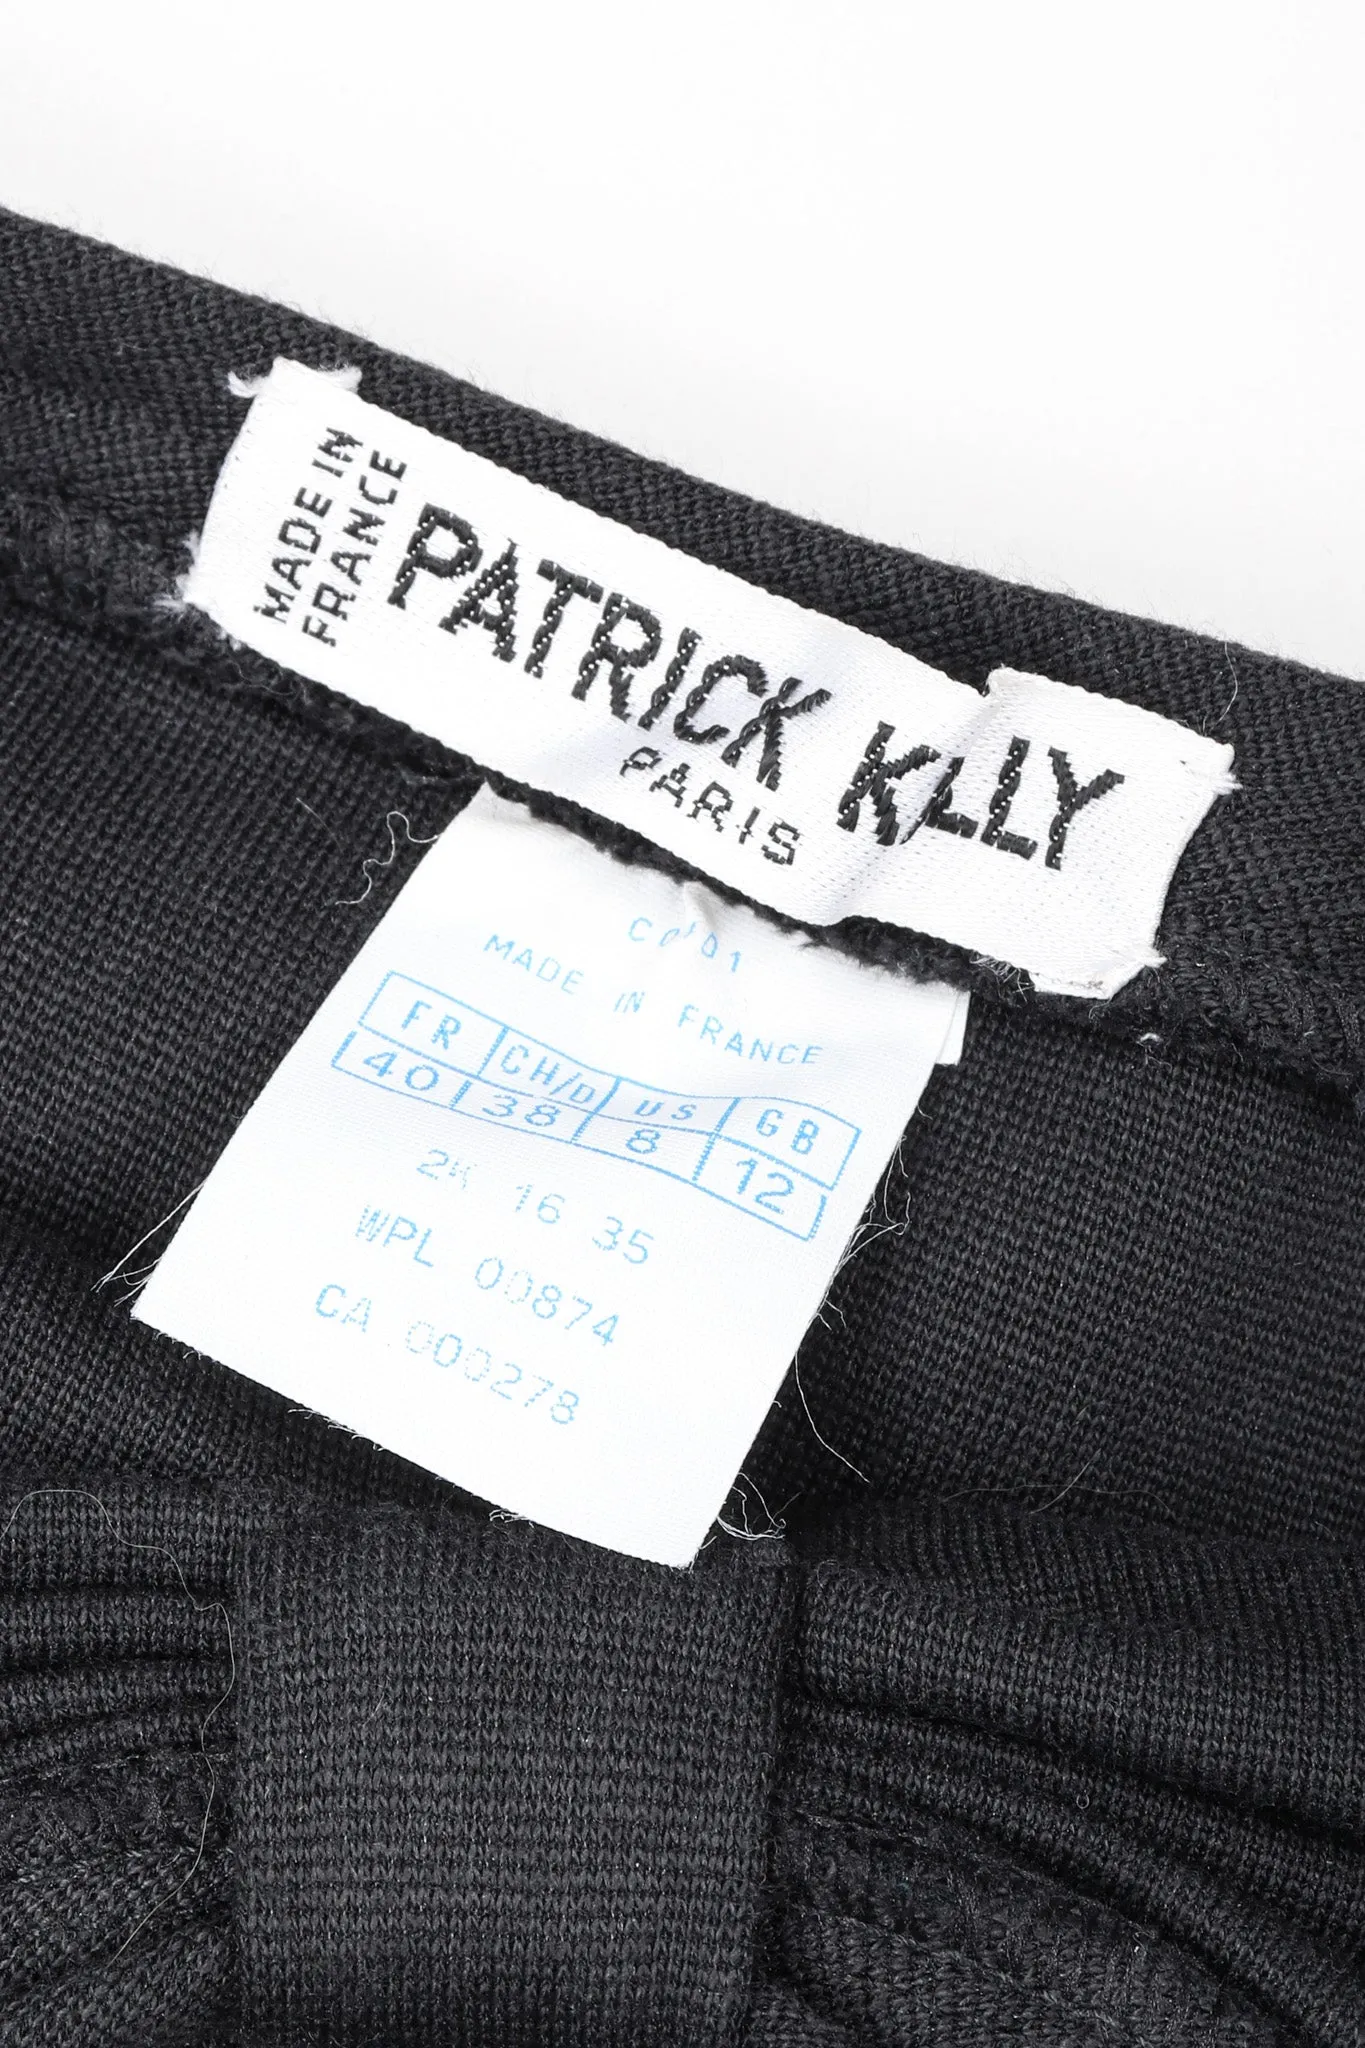 MADE IN
FRANCE
PATRICK KLLY
PARIS
MADE IN FRANCE
FR CH/D US GB
40 38 8 12
16 35
WPL 00874
CA 000278